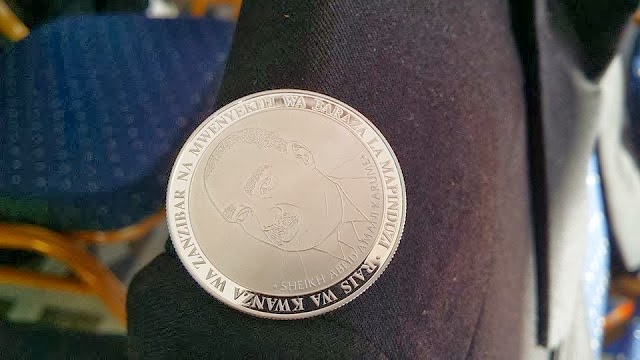 RAIS WA KWANZA WA ZANZIBAR NA MWENYEKITI WA BARAZA LA MAPINDUZI •
• SHEIKH ABEID AMANI KARUME •